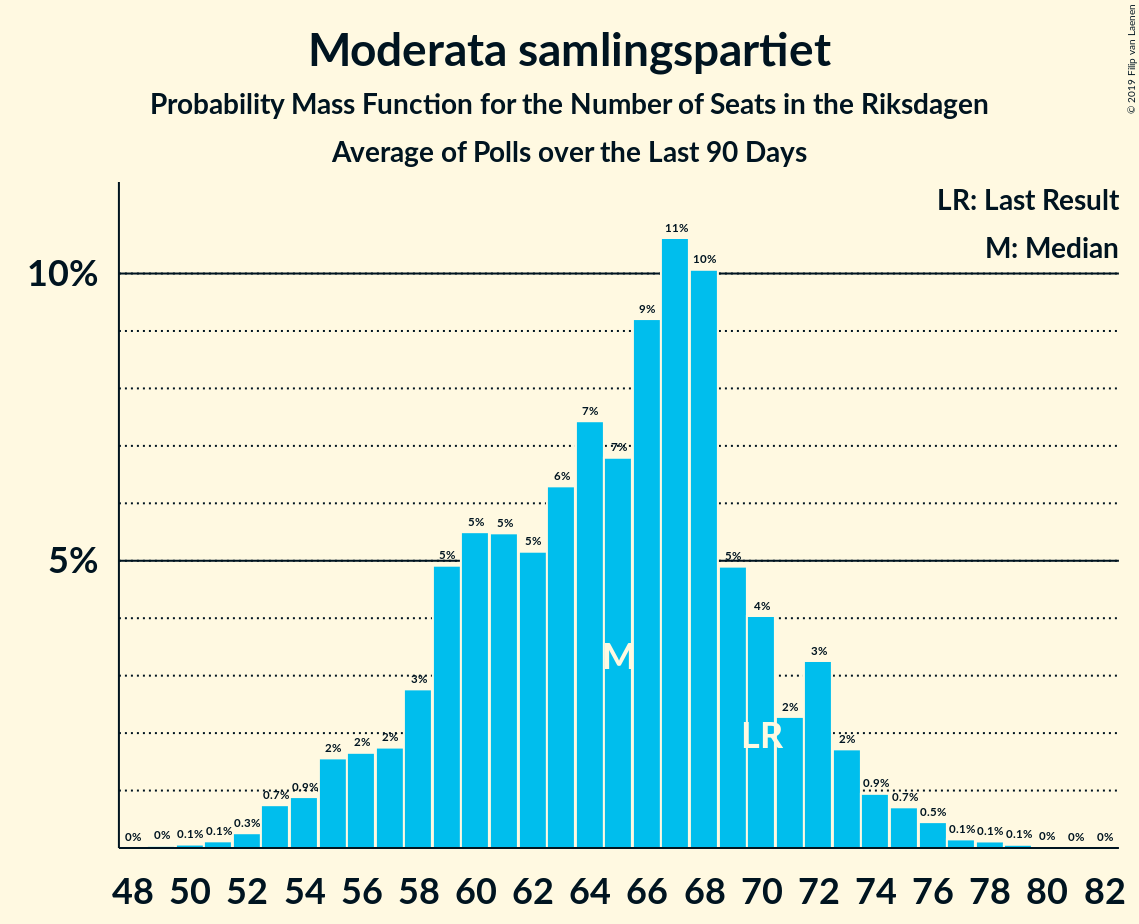 Moderata samlingspartiet
Probability Mass Function for the Number of Seats in the Riksdagen
Average of Polls over the Last 90 Days
© 2019 Filip van Laenen
LR: Last Result
M: Median
10%
5%
0% 0% 0.1% 0.1% 0.3% 0.7% 0.9% 2% 2% 2% 3% 5% 5% 5% 5% 6% 7% 7% 9% 11% 10% 5% 4% 2% 3% 2% 0.9% 0.7% 0.5% 0.1% 0.1% 0.1% 0% 0% 0%
M
LR
48 50 52 54 56 58 60 62 64 66 68 70 72 74 76 78 80 82